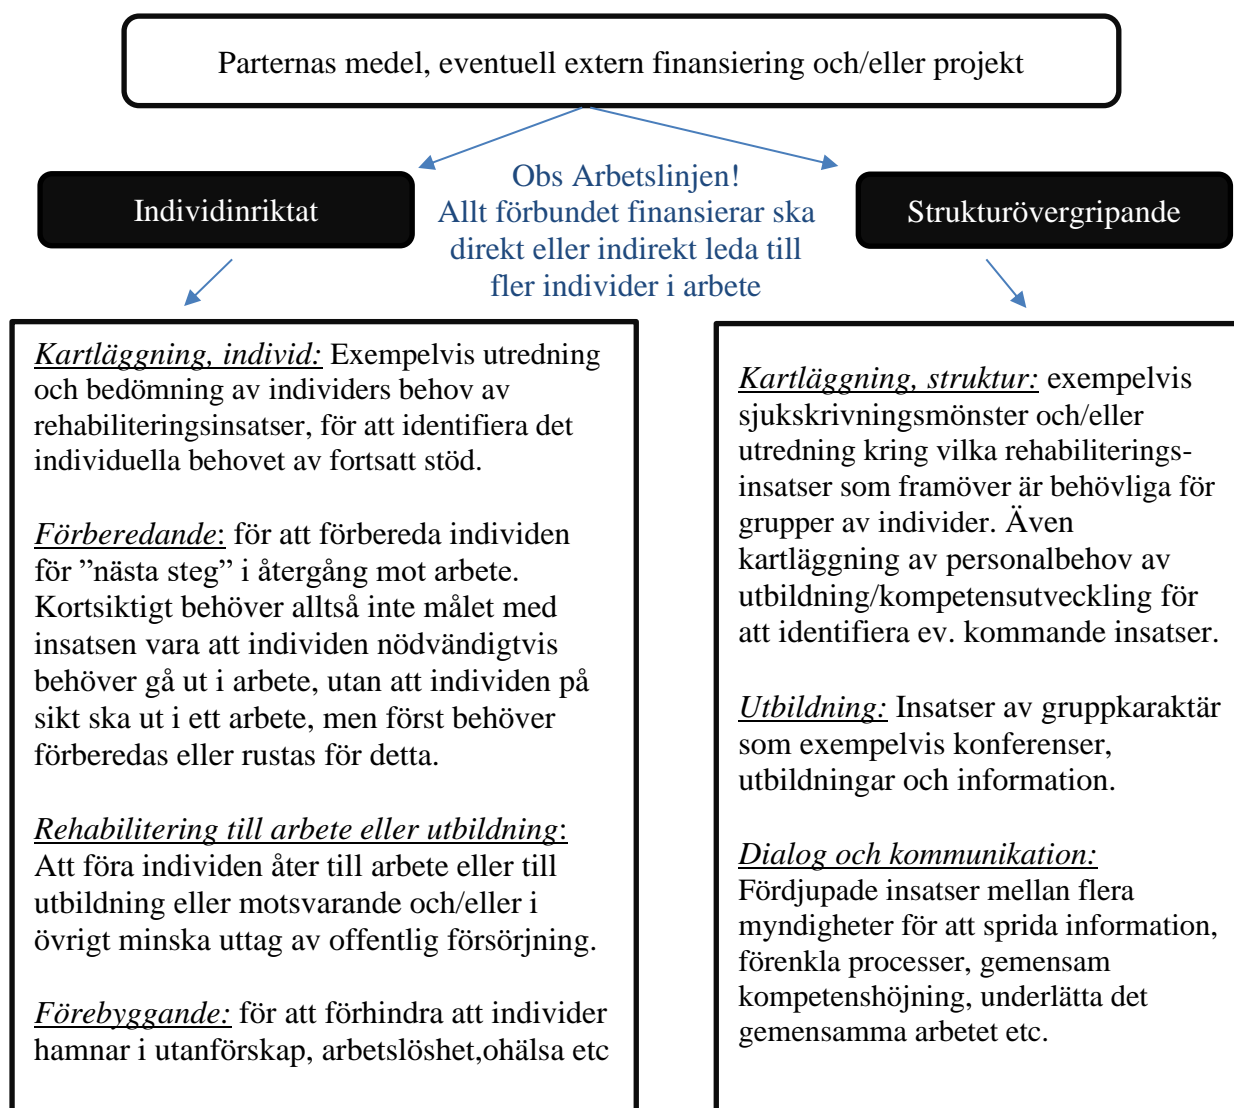 Parternas medel, eventuell extern finansiering och/eller projekt
Individinriktat
Obs Arbetslinjen!
Allt förbundet finansierar ska
direkt eller indirekt leda till
fler individer i arbete
Strukturövergripande
Kartläggning, individ: Exempelvis utredning
och bedömning av individers behov av
rehabiliteringsinsatser, för att identifiera det
individuella behovet av fortsatt stöd.
Förberedande: för att förbereda individen
för ”nästa steg” i återgång mot arbete.
Kortsiktigt behöver alltså inte målet med
insatsen vara att individen nödvändigtvis
behöver gå ut i arbete, utan att individen på
sikt ska ut i ett arbete, men först behöver
förberedas eller rustas för detta.
Rehabilitering till arbete eller utbildning:
Att föra individen åter till arbete eller till
utbildning eller motsvarande och/eller i
övrigt minska uttag av offentlig försörjning.
Förebyggande: för att förhindra att individer
hamnar i utanförskap, arbetslöshet,ohälsa etc
Kartläggning, struktur: exempelvis
sjukskrivningsmönster och/eller
utredning kring vilka rehabiliterings-
insatser som framöver är behövliga för
grupper av individer. Även
kartläggning av personalbehov av
utbildning/kompetensutveckling för
att identifiera ev. kommande insatser.
Utbildning: Insatser av gruppkaraktär
som exempelvis konferenser,
utbildningar och information.
Dialog och kommunikation:
Fördjupade insatser mellan flera
myndigheter för att sprida information,
förenkla processer, gemensam
kompetenshöjning, underlätta det
gemensamma arbetet etc.